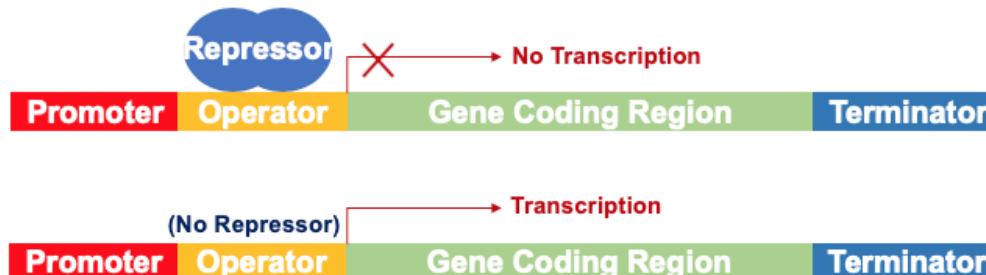 Repressor
No Transcription
Promoter Operator Gene Coding Region Terminator
Transcription
(No Repressor)
Promoter Operator Gene Coding Region Terminator